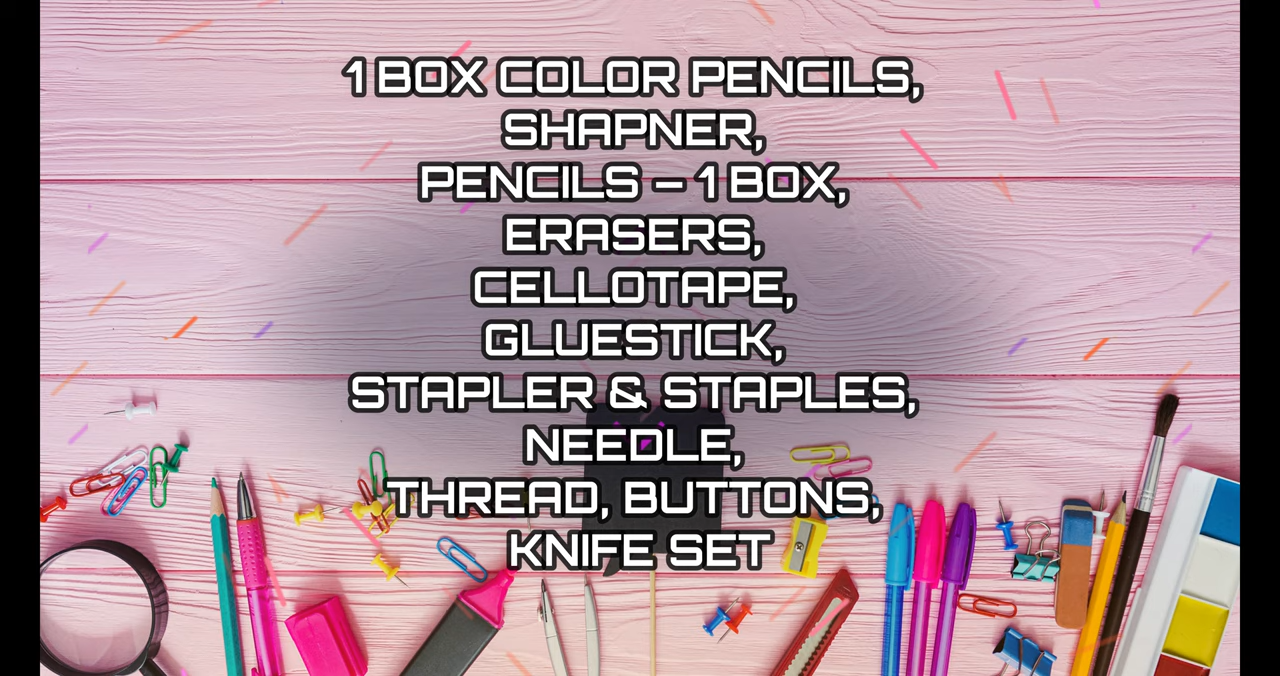 1 BOX COLOR PENCILS,
SHAPNER,
PENCILS – 1 BOX,
ERASERS,
CELLOTAPE,
GLUESTICK,
STAPLER & STAPLES,
NEEDLE,
THREAD, BUTTONS,
KNIFE SET